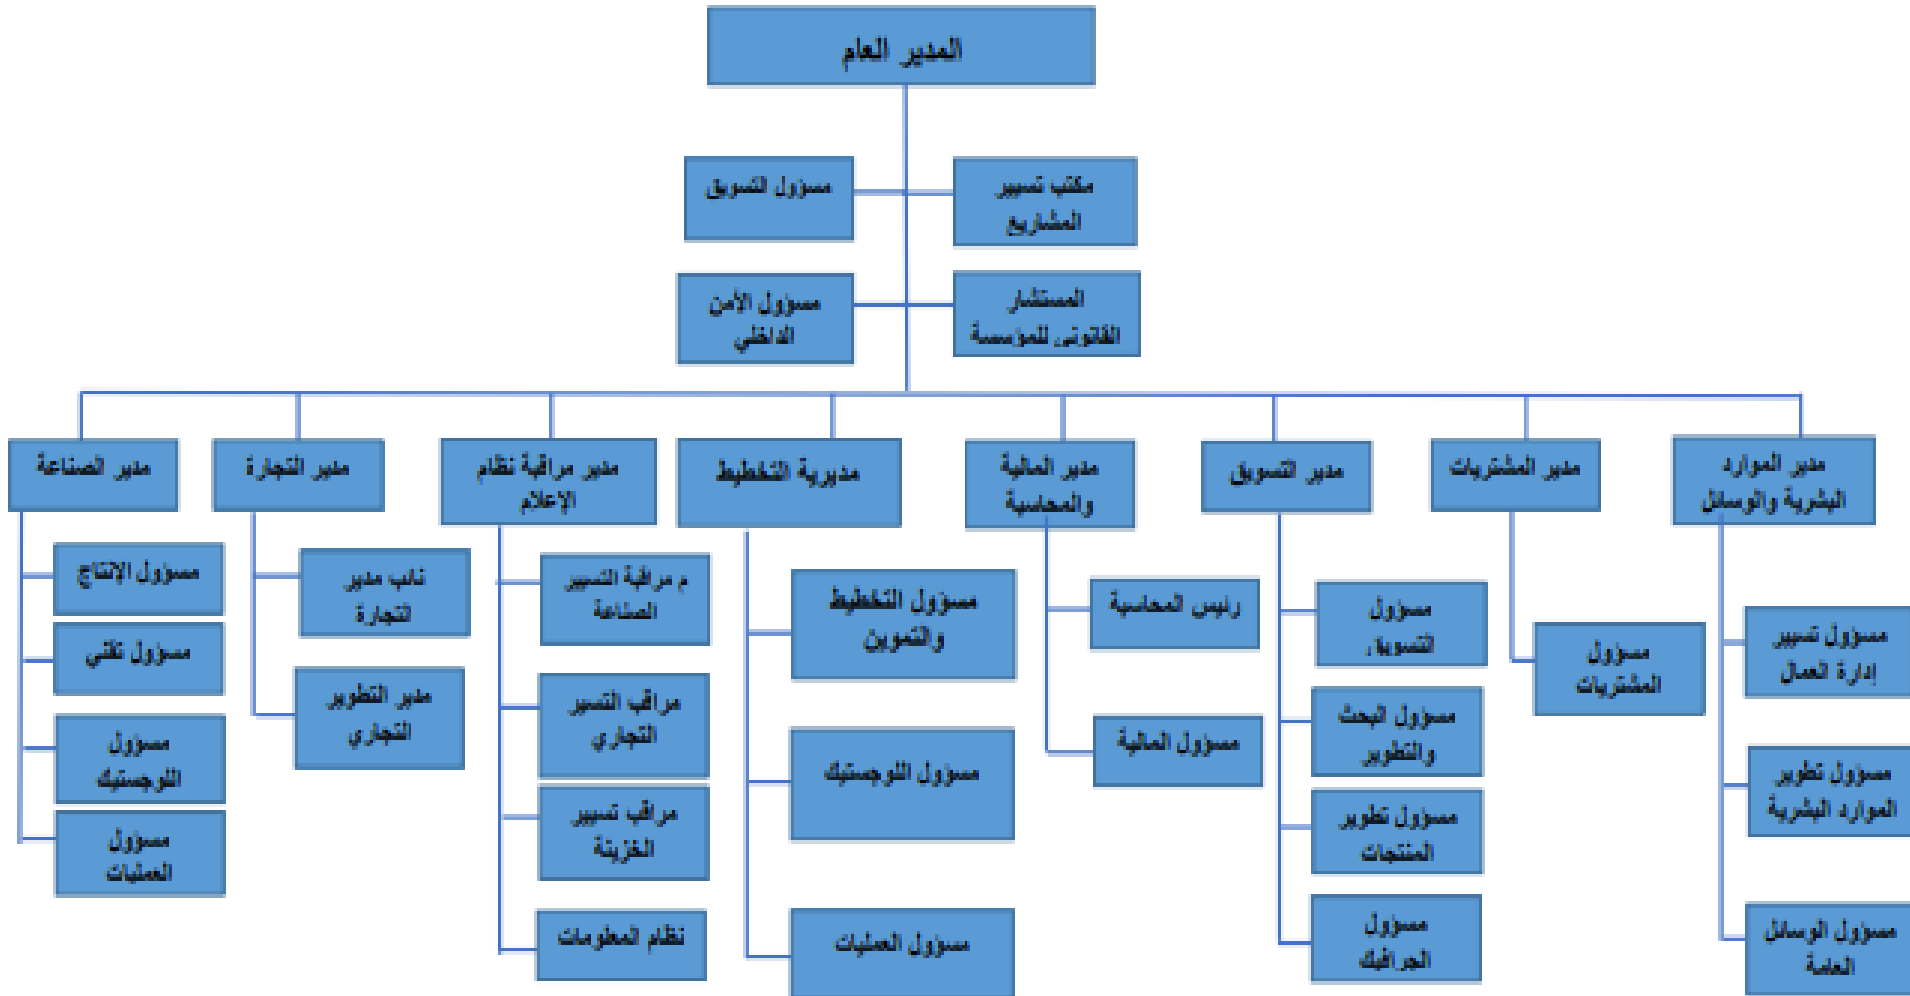 المدير العام
مكتب تسيير
المشاريع
مسؤول التسويق
المستشار
القانوني للمؤسسة
مسؤول الأمن
الداخلي
مدير الموارد
البشرية والوسائل
مدير المشتريات
مدير التسويق
مدير المالية
والمحاسبة
مديرية التخطيط
مدير مراقبة نظام
الإعلام
مدير التجارة
مدير الصناعة
مسؤول تسيير
إدارة العمال
مسؤول تطوير
الموارد البشرية
مسؤول الوسائل
العامة
مسؤول
المشتريات
مسؤول
التسويق
مسؤول البحث
والتطوير
مسؤول تطوير
المنتجات
مسؤول
الجرافيك
رئيس المحاسبة
مسؤول المالية
مسؤول التخطيط
والتموين
مسؤول اللوجستيك
مسؤول العمليات
م مراقبة التسيير
الصناعة
مراقب التسير
التجاري
مراقب تسيير
الخزينة
نظام المعلومات
نائب مدير
التجارة
مدير التطوير
التجاري
مسؤول الإنتاج
مسؤول تقني
مسؤول
اللوجستيك
مسؤول
العمليات